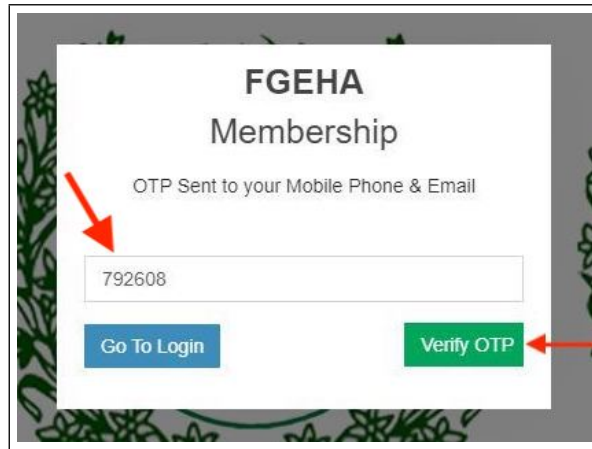 FGEHA
Membership
OTP Sent to your Mobile Phone & Email
792608
Go To Login
Verify OTP